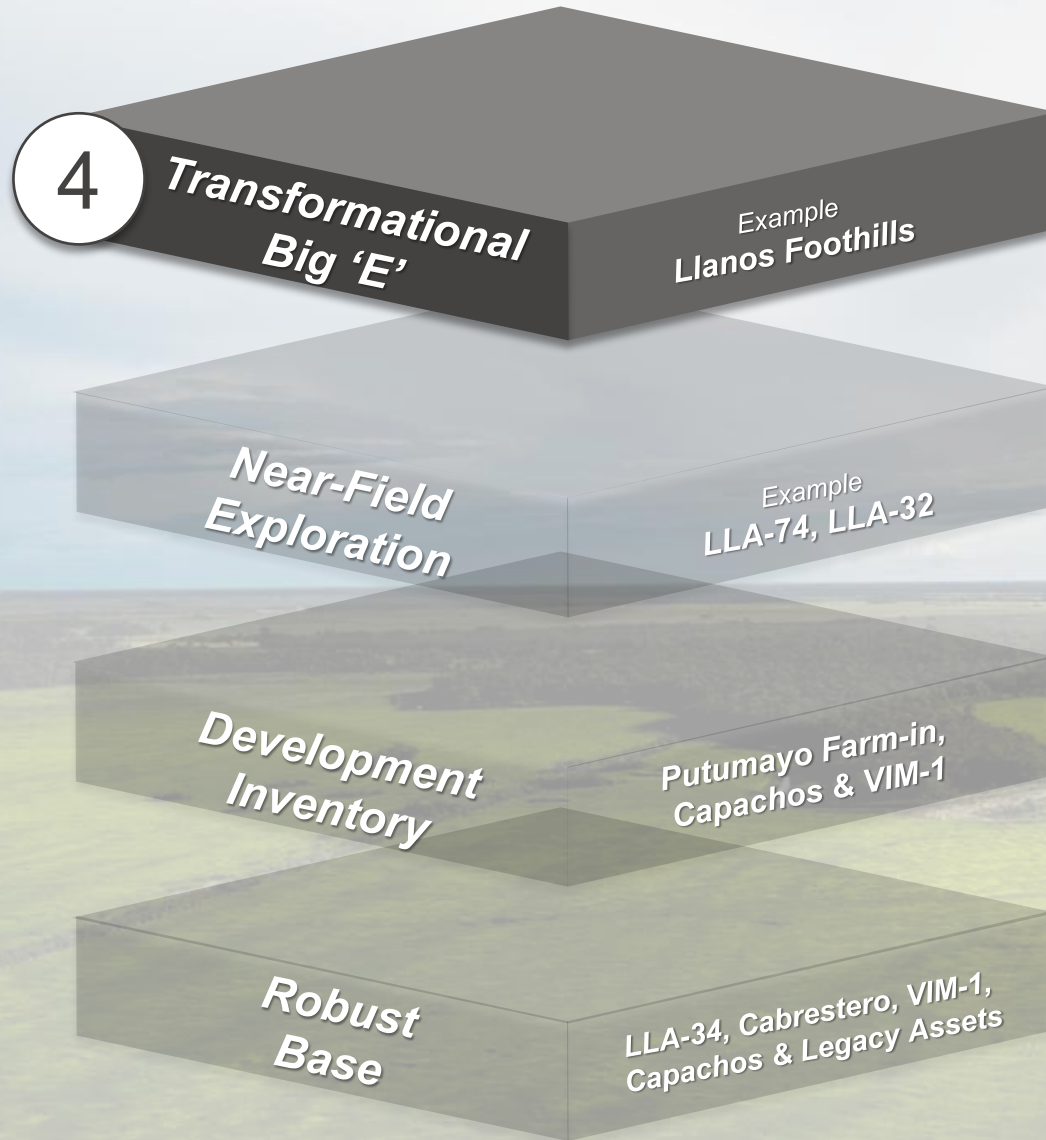 4
Transformational
Big ‘E’
Example
Llanos Foothills
Near-Field
Exploration
Example
LLA-74, LLA-32
Development
Inventory
Putumayo Farm-in,
Capachos & VIM-1
Robust
Base
LLA-34, Cabrestero, VIM-1,
Capachos & Legacy Assets